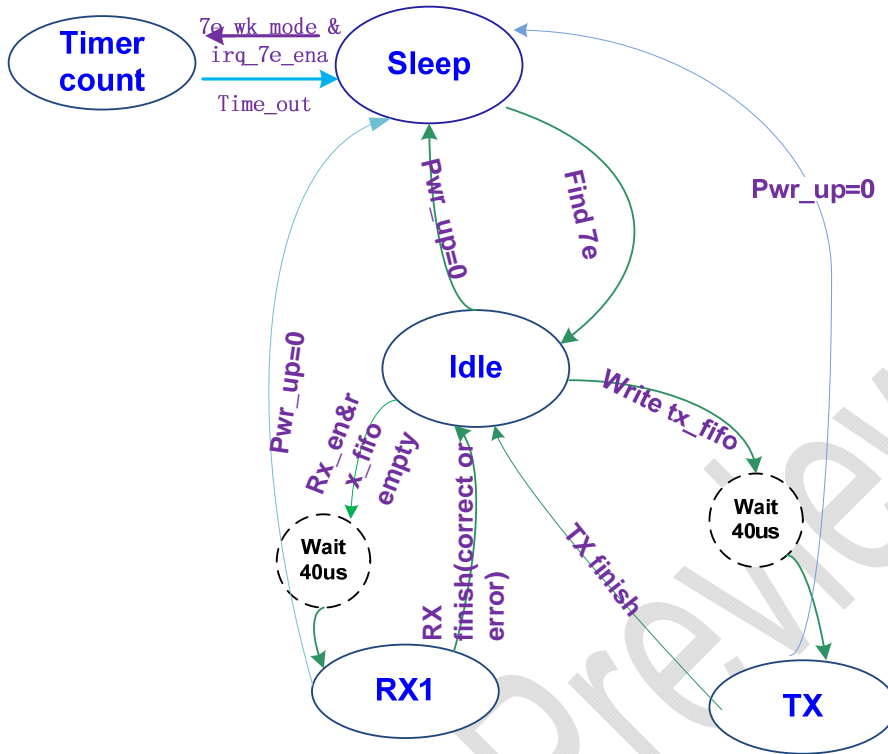 7e_wk_mode &
irq_7e_ena
Timer
count
Sleep
Time_out
Pwr_up=0
Find 7e
Pwr_up=0
Idle
Pwr_up=0
Rx_en&r
x_fifo
empty
RX
finish(correct or
error)
Write tx_fifo
Wait
40us
Wait
40us
TX finish
RX1
TX
Preview